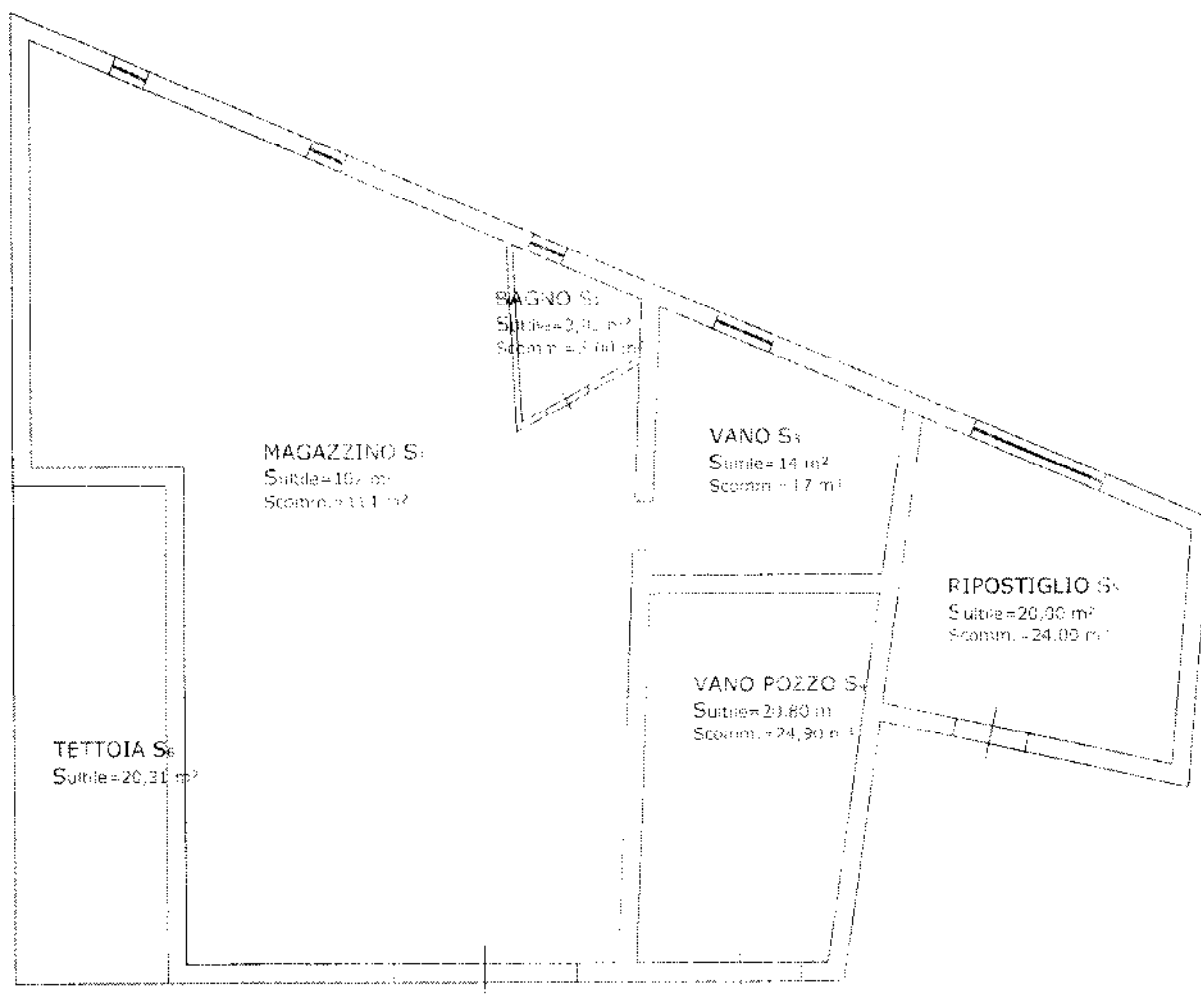 BAGNO
MAGAZZINO S₁
VANO S₃
Sutile=14 m²
Scomm.=17 m²
RIPOSTIGLIO S₅
Sutile=20,00 m²
Scomm.=24.00 m²
VANO POZZO S₄
Sutile=20.80 m
Scomm.=24,90 m²
TETTOIA S₆
Sutile=20,31 m²